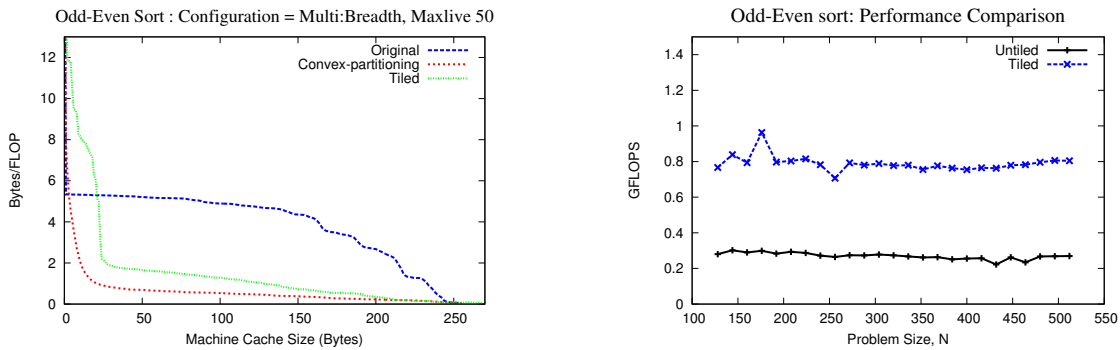 Odd-Even Sort : Configuration = Multi:Breadth, Maxlive 50
Original
Convex-partitioning
Tiled
Bytes/FLOP
12
10
8
6
4
2
0
0 50 100 150 200 250
Machine Cache Size (Bytes)
Odd-Even sort: Performance Comparison
Untiled
Tiled
GFLOPS
1.4
1.2
1
0.8
0.6
0.4
0.2
0
100 150 200 250 300 350 400 450 500 550
Problem Size, N